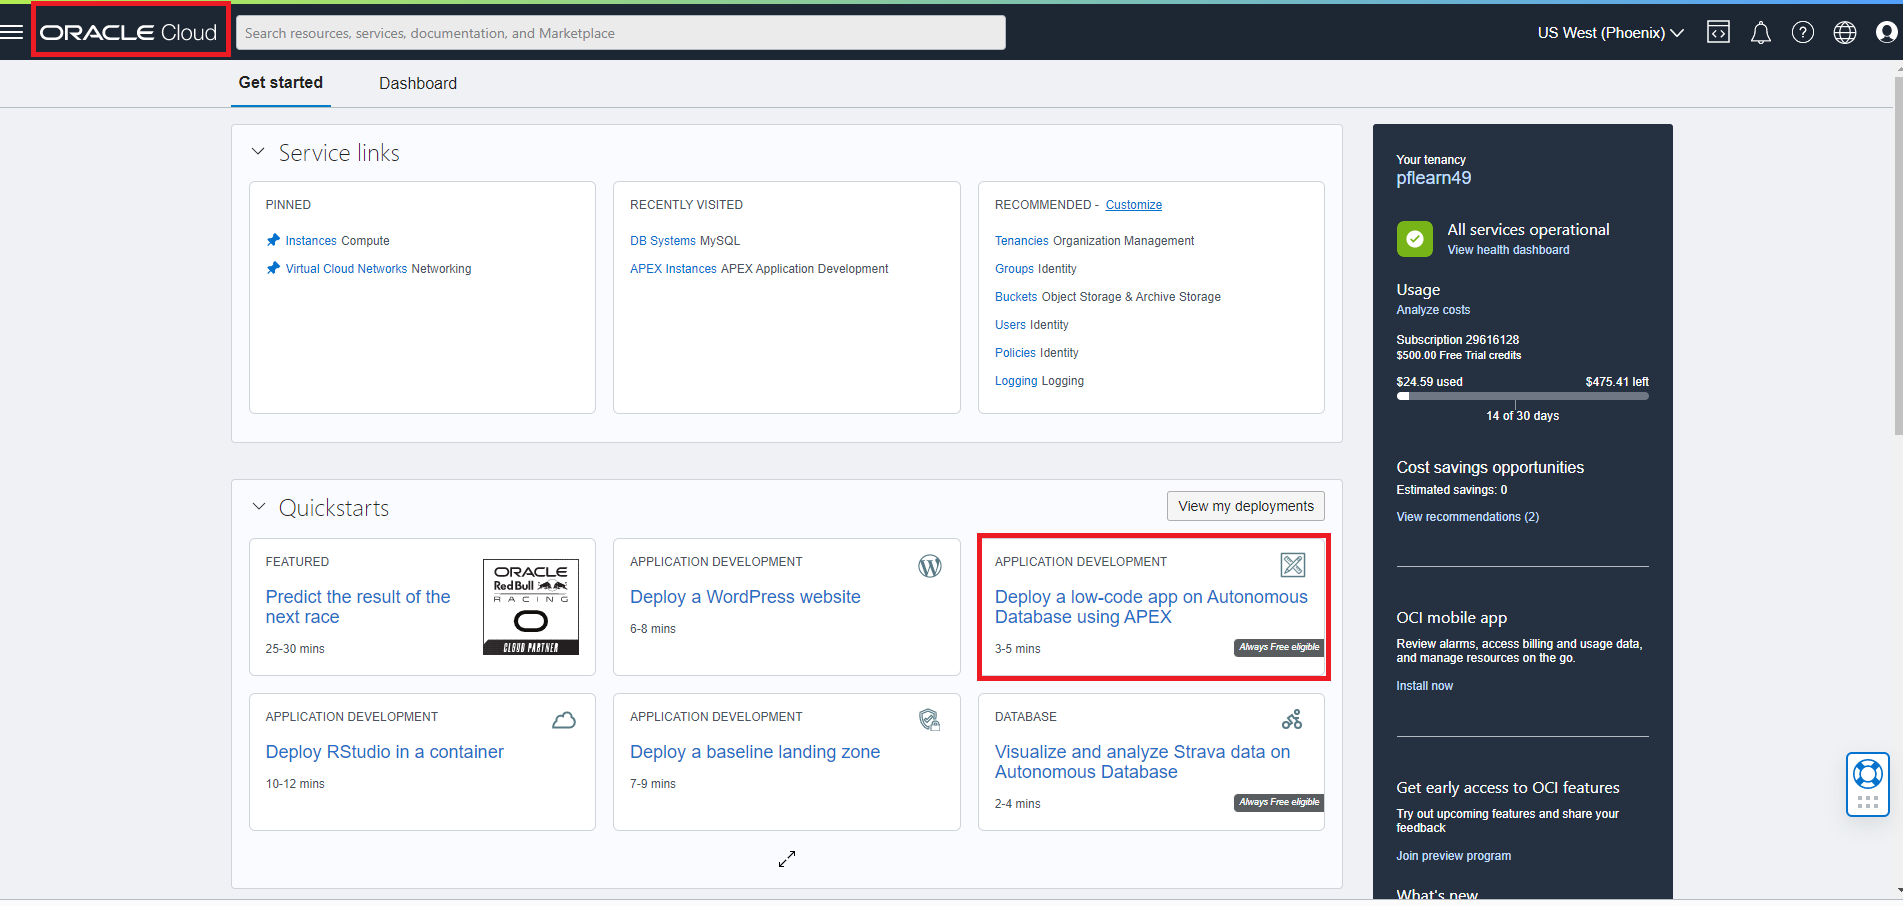 ORACLE Cloud
Search resources, services, documentation, and Marketplace
US West (Phoenix)
Get started
Dashboard
Service links
PINNED
Instances Compute
Virtual Cloud Networks Networking
RECENTLY VISITED
DB Systems MySQL
APEX Instances APEX Application Development
RECOMMENDED - Customize
Tenancies Organization Management
Groups Identity
Buckets Object Storage & Archive Storage
Users Identity
Policies Identity
Logging Logging
Quickstarts
View my deployments
FEATURED
Predict the result of the
next race
25-30 mins
ORACLE
Red Bull
RACING
CLOUD PARTNER
APPLICATION DEVELOPMENT
Deploy a WordPress website
6-8 mins
APPLICATION DEVELOPMENT
Deploy a low-code app on Autonomous
Database using APEX
3-5 mins
Always Free eligible
APPLICATION DEVELOPMENT
Deploy RStudio in a container
10-12 mins
APPLICATION DEVELOPMENT
Deploy a baseline landing zone
7-9 mins
DATABASE
Visualize and analyze Strava data on
Autonomous Database
2-4 mins
Always Free eligible
Your tenancy
pflearn49
All services operational
View health dashboard
Usage
Analyze costs
Subscription 29616128
$500.00 Free Trial credits
$24.59 used
$475.41 left
14 of 30 days
Cost savings opportunities
Estimated savings: 0
View recommendations (2)
OCI mobile app
Review alarms, access billing and usage data,
and manage resources on the go.
Install now
Get early access to OCI features
Try out upcoming features and share your
feedback
Join preview program
What's new